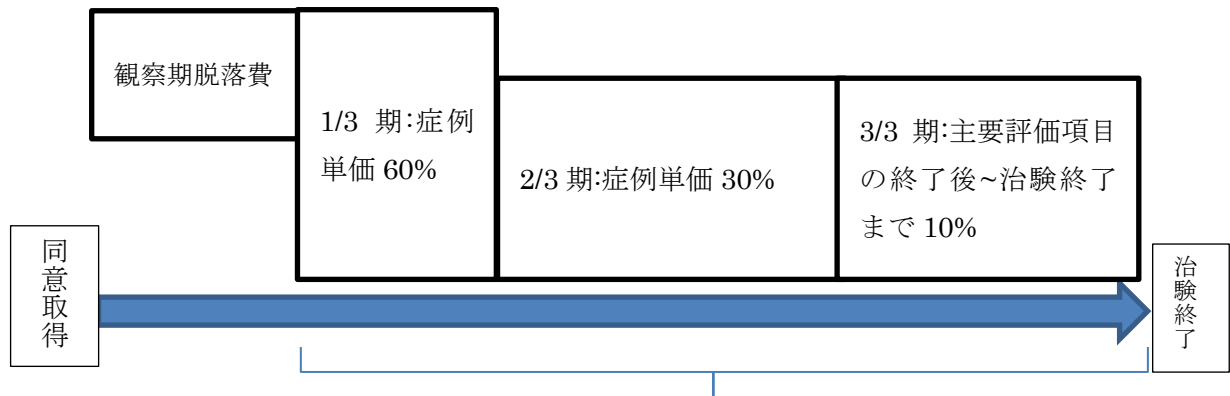 観察期脱落費
1/3 期:症例
単価 60%
2/3 期:症例単価 30%
3/3 期:主要評価項目
の終了後~治験終了
まで 10%
同意取得
治験終了